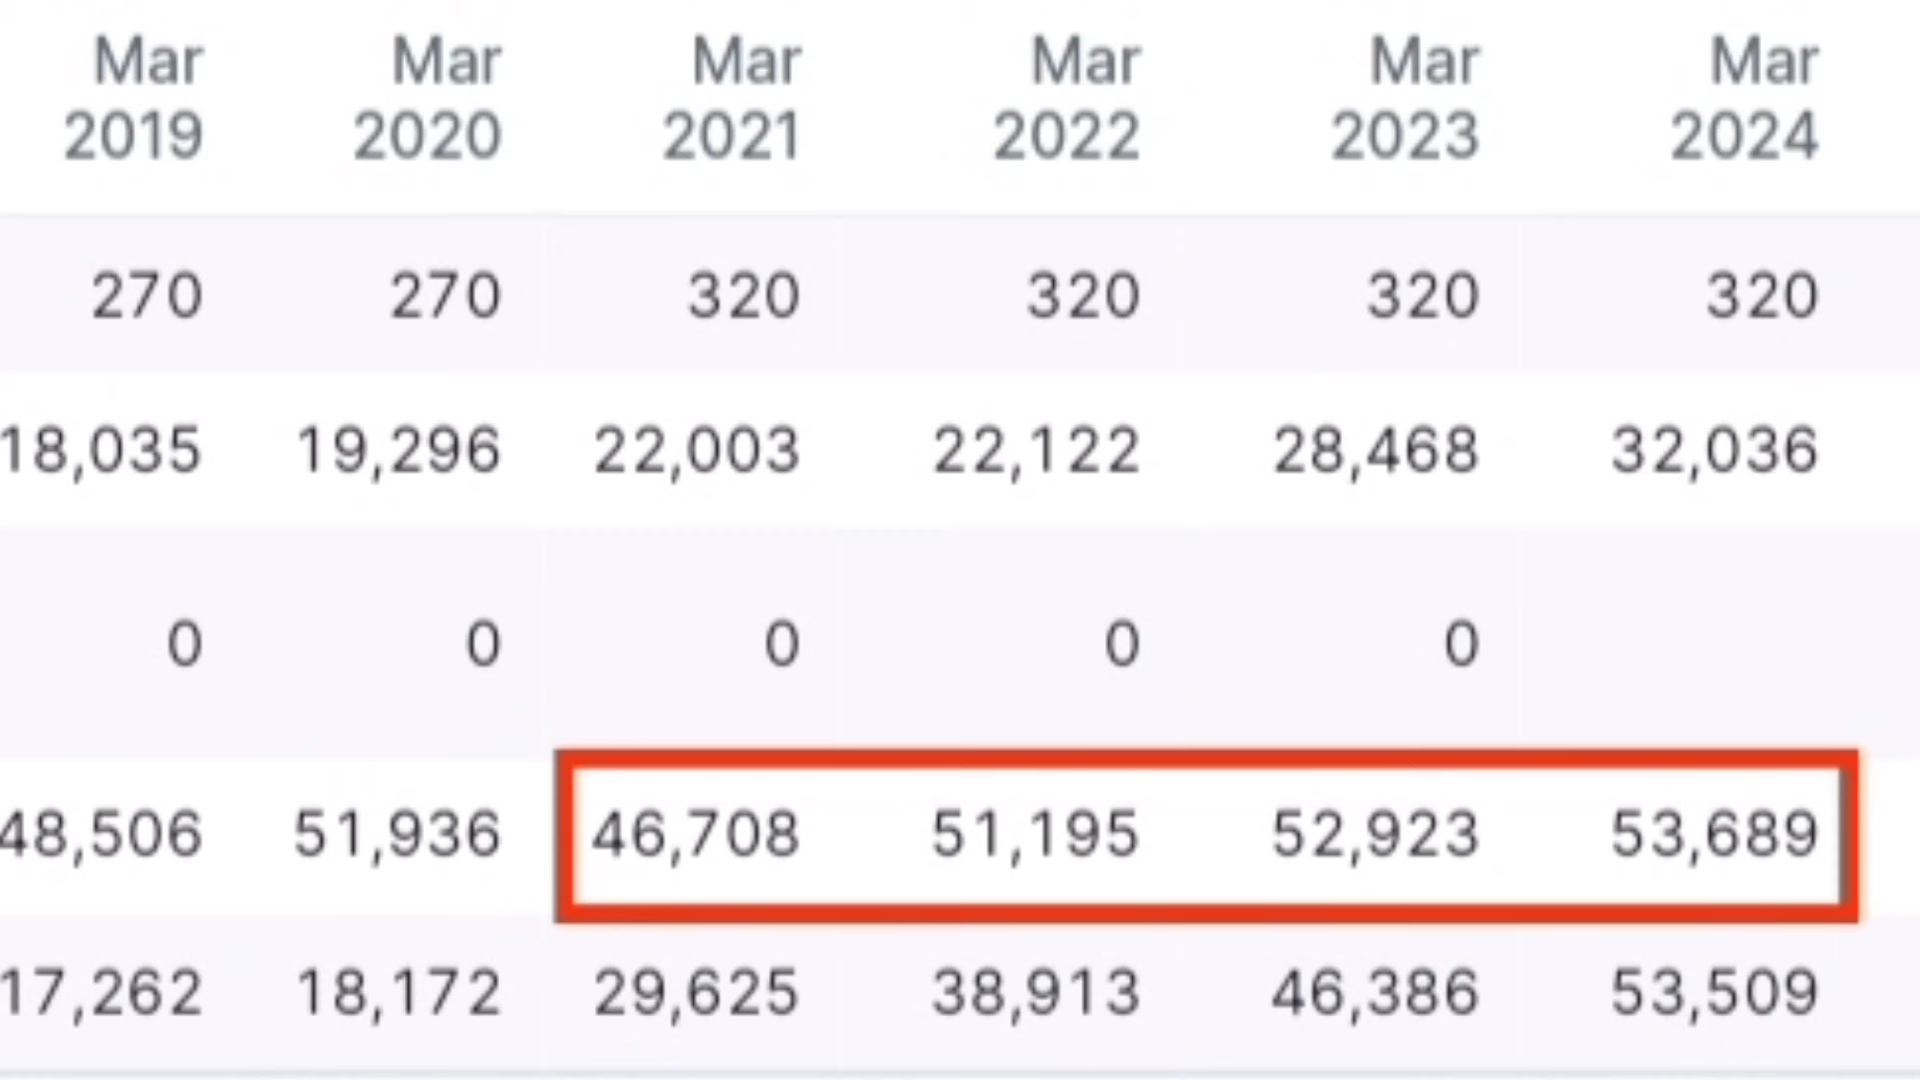 Mar Mar Mar Mar Mar Mar
2019 2020 2021 2022 2023 2024
270 270 320 320 320 320
18,035 19,296 22,003 22,122 28,468 32,036
0 0 0 0 0
48,506 51,936 46,708 51,195 52,923 53,689
17,262 18,172 29,625 38,913 46,386 53,509